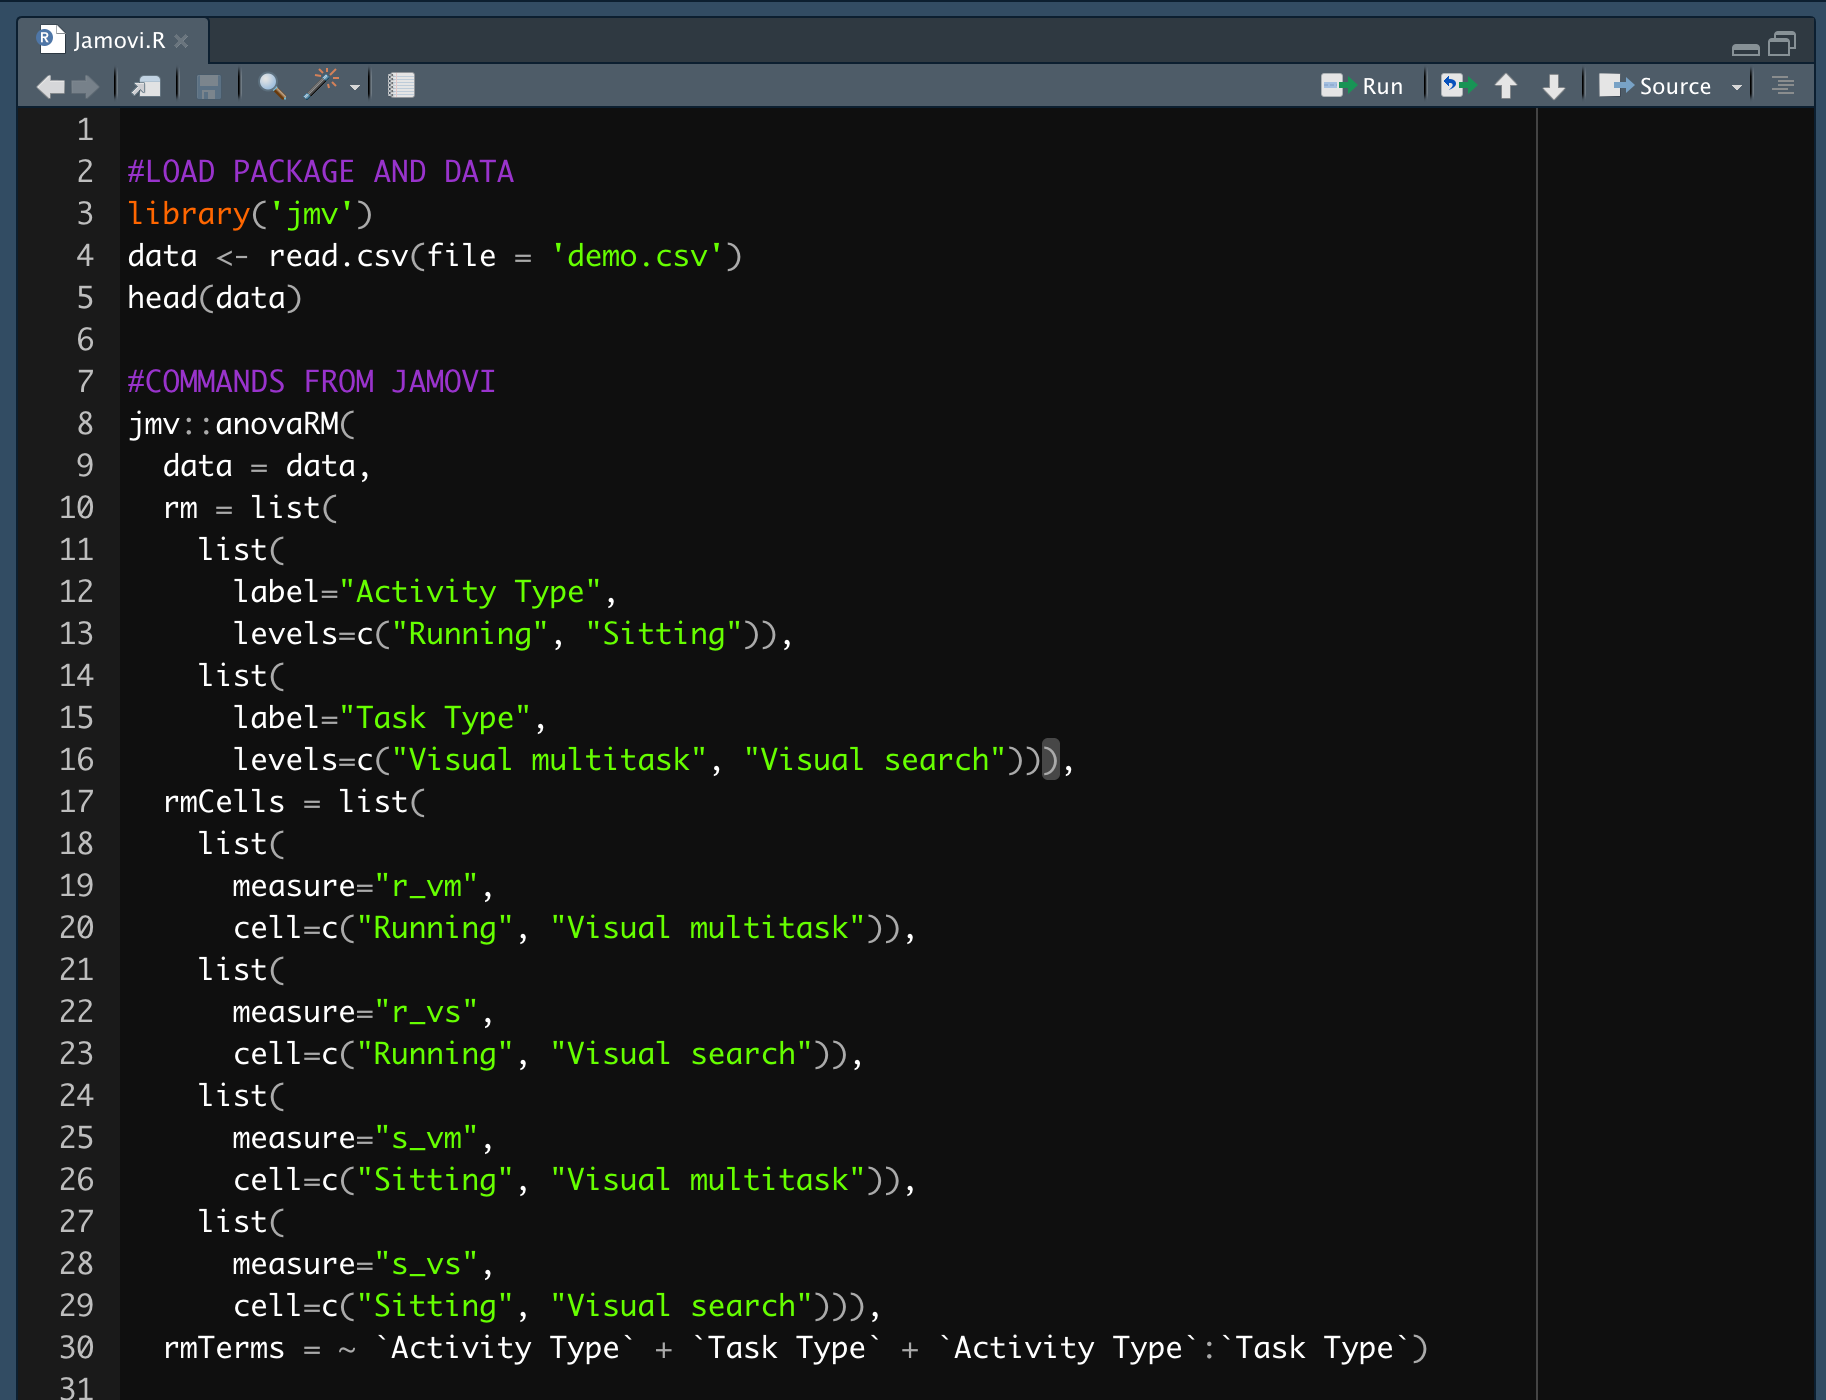 Jamovi.R
Run Source
1
2 #LOAD PACKAGE AND DATA
3 library('jmv')
4 data <- read.csv(file = 'demo.csv')
5 head(data)
6
7 #COMMANDS FROM JAMOVI
8 jmv::anovaRM(
9   data = data,
10   rm = list(
11     list(
12       label="Activity Type",
13       levels=c("Running", "Sitting")),
14     list(
15       label="Task Type",
16       levels=c("Visual multitask", "Visual search"))),
17   rmCells = list(
18     list(
19       measure="r_vm",
20       cell=c("Running", "Visual multitask")),
21     list(
22       measure="r_vs",
23       cell=c("Running", "Visual search")),
24     list(
25       measure="s_vm",
26       cell=c("Sitting", "Visual multitask")),
27     list(
28       measure="s_vs",
29       cell=c("Sitting", "Visual search"))),
30   rmTerms = ~ `Activity Type` + `Task Type` + `Activity Type`:`Task Type`)
31